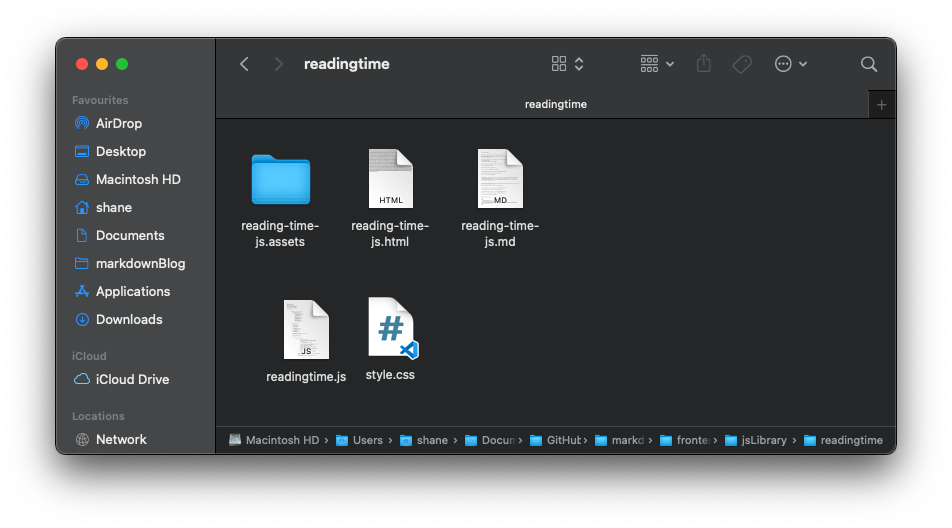 readingtime
readingtime
Favourites
AirDrop
Desktop
Macintosh HD
shane
Documents
markdownBlog
Applications
Downloads
iCloud
iCloud Drive
Locations
Network
HTML
MD
reading-time-
js.assets
reading-time-
js.html
reading-time-
js.md
JS
#
readingtime.js
style.css
Macintosh HD › Users › shane › Docun › GitHub › markd › fronte › jsLibrary › readingtime